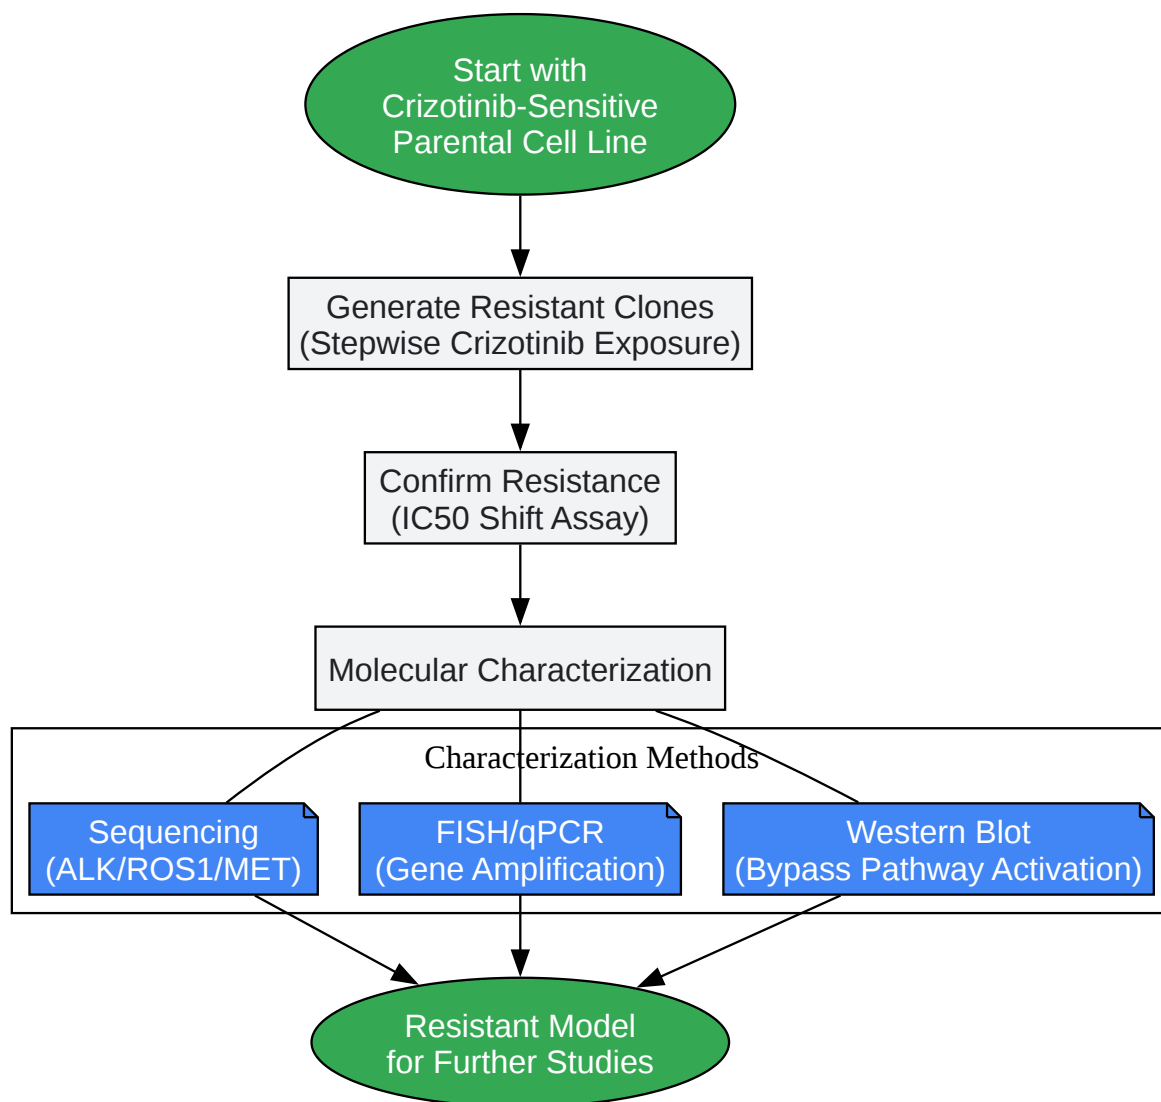 Start with
Crizotinib-Sensitive
Parental Cell Line
Generate Resistant Clones
(Stepwise Crizotinib Exposure)
Confirm Resistance
(IC50 Shift Assay)
Molecular Characterization
Characterization Methods
Sequencing
(ALK/ROS1/MET)
FISH/qPCR
(Gene Amplification)
Western Blot
(Bypass Pathway Activation)
Resistant Model
for Further Studies